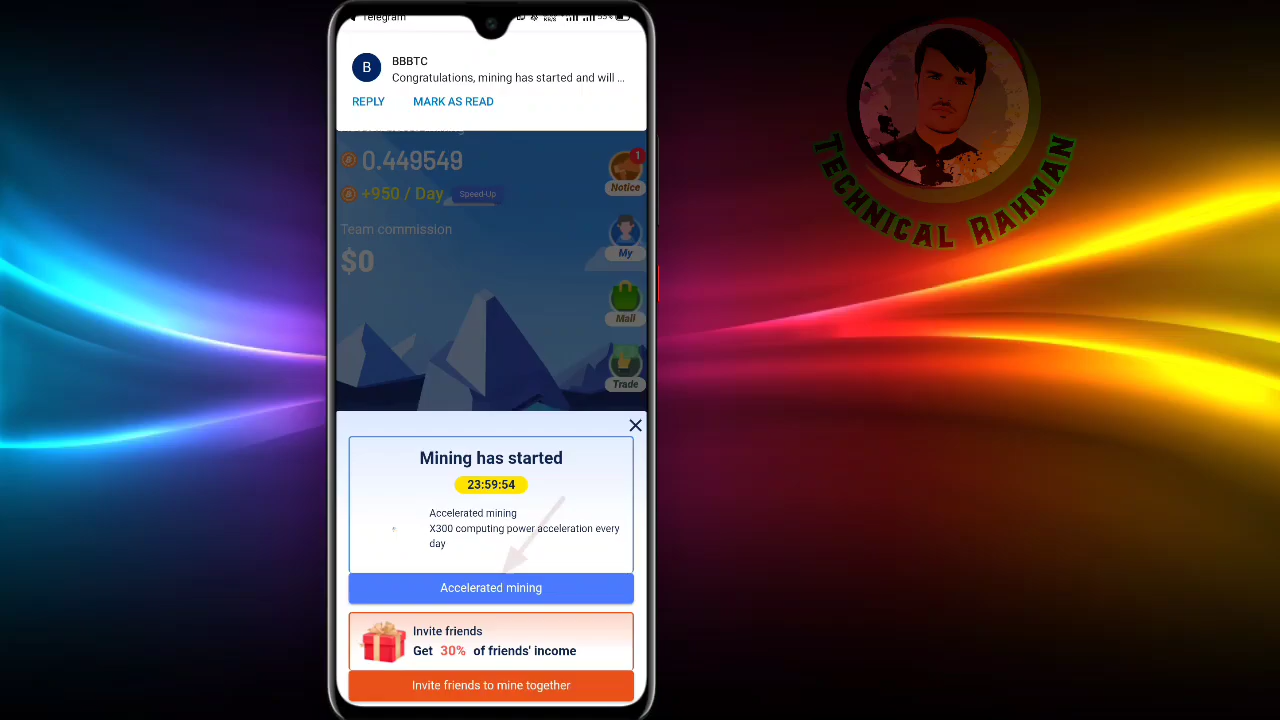 Telegram
B
BBBTC
Congratulations, mining has started and will ...
REPLY
MARK AS READ
0.449549
1
Notice
+950 / Day
Speed-Up
My
Team commission
$0
Mail
Trade
Mining has started
23:59:54
Accelerated mining
X300 computing power acceleration every
day
Accelerated mining
Invite friends
Get 30% of friends' income
Invite friends to mine together
TECHNICAL RAHMAN